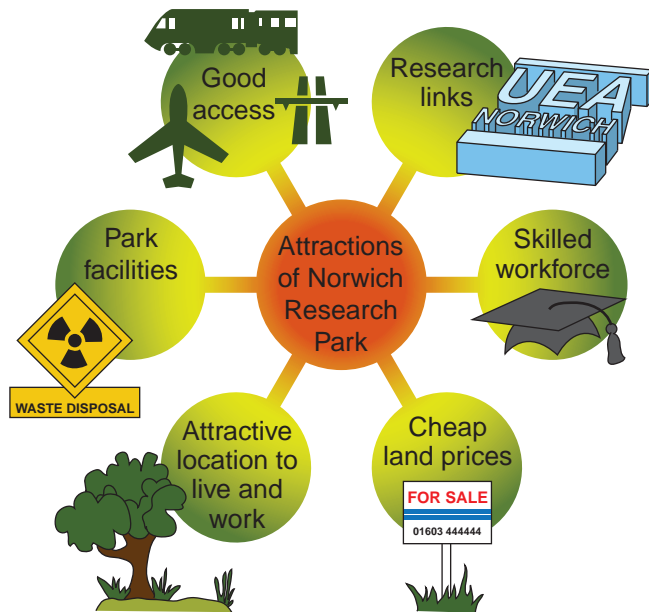 Good
access
Research
links
UEA
NORWICH
Park
facilities
WASTE DISPOSAL
Attractions
of Norwich
Research
Park
Skilled
workforce
Attractive
location to
live and
work
Cheap
land prices
FOR SALE
01603 444444